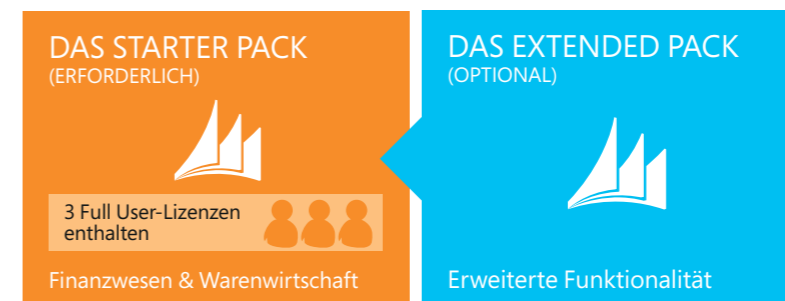 DAS STARTER PACK
(ERFORDERLICH)
3 Full User-Lizenzen
enthalten
Finanzwesen & Warenwirtschaft
DAS EXTENDED PACK
(OPTIONAL)
Erweiterte Funktionalität